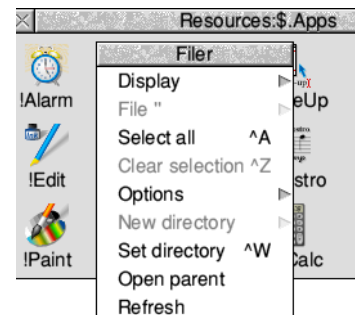 Resources:$.Apps
Filer
!Alarm
Display
File ''
eUp
Select all ^A
Clear selection ^Z
!Edit
Options
stro
New directory
Set directory ^W
!Paint
Calc
Open parent
Refresh